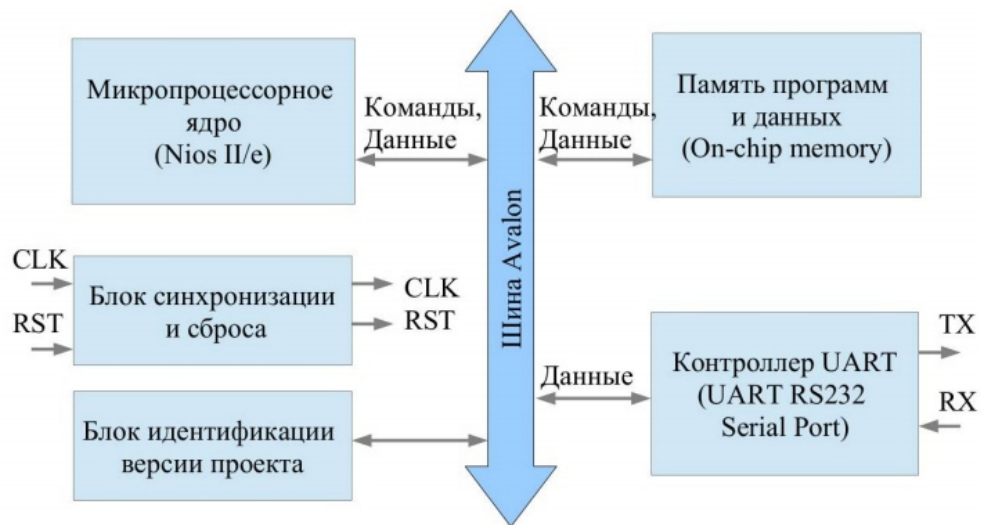 Микропроцессорное
ядро
(Nios II/e)
Команды,
Данные
Команды,
Данные
Память программ
и данных
(On-chip memory)
Шина Avalon
CLK
RST
Блок синхронизации
и сброса
CLK
RST
Данные
Контроллер UART
(UART RS232
Serial Port)
TX
RX
Блок идентификации
версии проекта